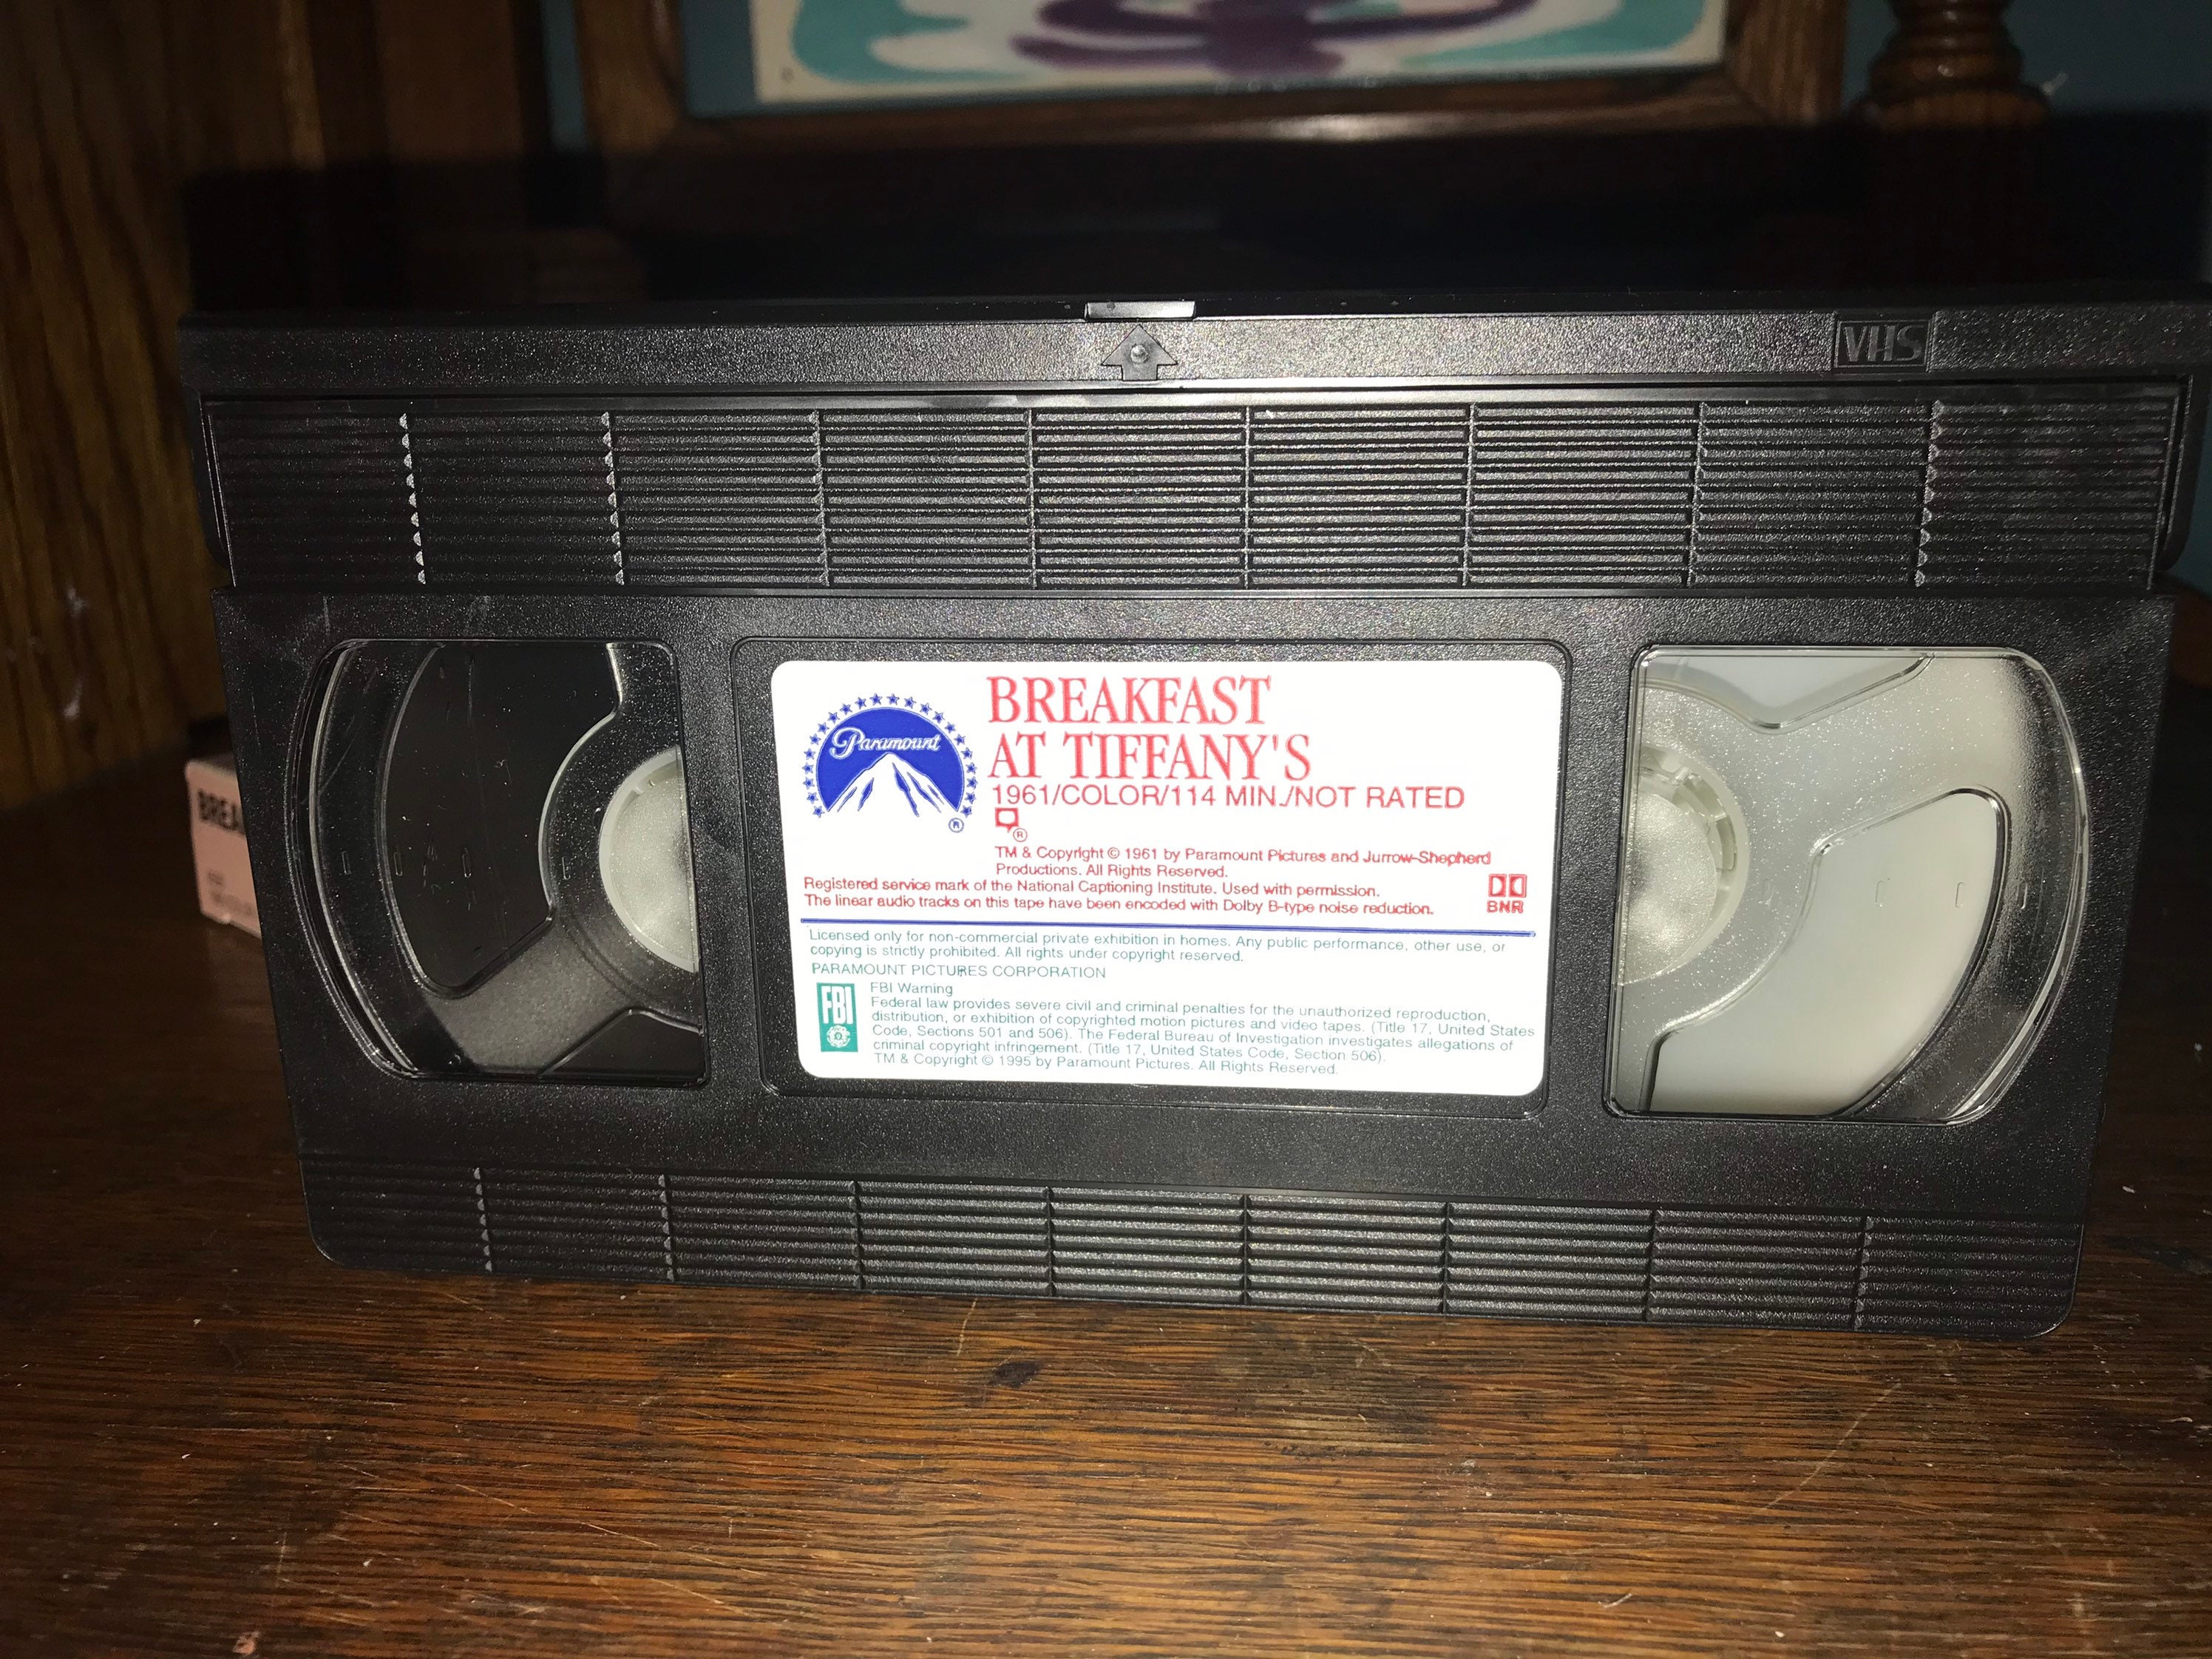 VHS
Paramount
®
BREAKFAST
AT TIFFANY'S
1961/COLOR/114 MIN./NOT RATED
®
TM & Copyright © 1961 by Paramount Pictures and Jurrow-Shepherd
Productions. All Rights Reserved.
Registered service mark of the National Captioning Institute. Used with permission.
The linear audio tracks on this tape have been encoded with Dolby B-type noise reduction.
BNR
Licensed only for non-commercial private exhibition in homes. Any public performance, other use, or
copying is strictly prohibited. All rights under copyright reserved.
PARAMOUNT PICTURES CORPORATION
FBI
FBI Warning
Federal law provides severe civil and criminal penalties for the unauthorized reproduction,
distribution, or exhibition of copyrighted motion pictures and video tapes. (Title 17, United States
Code, Sections 501 and 506). The Federal Bureau of Investigation investigates allegations of
criminal copyright infringement. (Title 17, United States Code, Section 506).
TM & Copyright © 1995 by Paramount Pictures. All Rights Reserved.
BREA